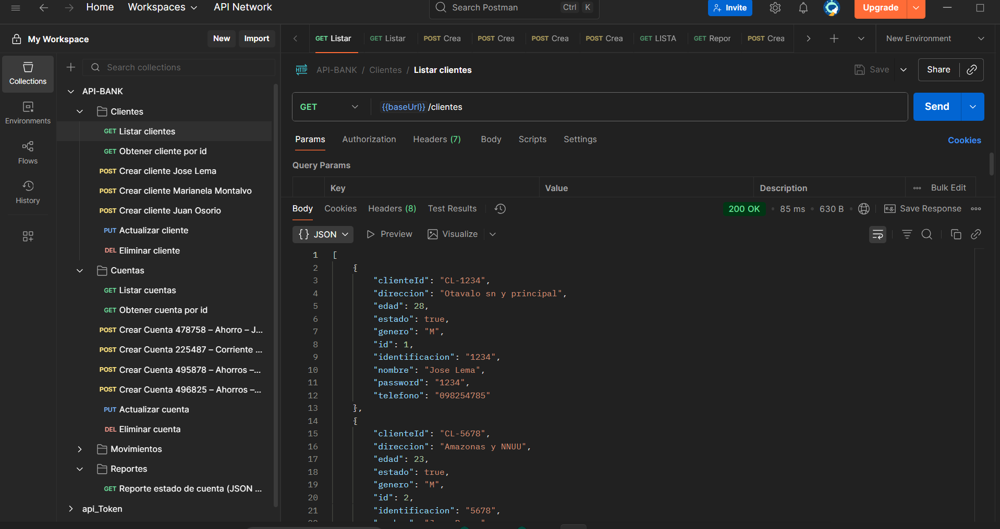 Home Workspaces API Network Search Postman Ctrl K Invite Upgrade
My Workspace New Import GET Listar GET Listar POST Crea POST Crea POST Crea POST Crea GET LISTA GET Repor POST Crea New Environment
Collections
Environments
Flows
History
Search collections
API-BANK
Clientes
GET Listar clientes
GET Obtener cliente por id
POST Crear cliente Jose Lema
POST Crear cliente Marianela Montalvo
POST Crear cliente Juan Osorio
PUT Actualizar cliente
DEL Eliminar cliente
Cuentas
GET Listar cuentas
GET Obtener cuenta por id
POST Crear Cuenta 478758 – Ahorro – J...
POST Crear Cuenta 225487 – Corriente ...
POST Crear Cuenta 495878 – Ahorros –...
POST Crear Cuenta 496825 – Ahorros –...
PUT Actualizar cuenta
DEL Eliminar cuenta
Movimientos
Reportes
GET Reporte estado de cuenta (JSON ...
api_Token
HTTP API-BANK / Clientes / Listar clientes Save Share
GET {{baseUrl}} /clientes Send
Params Authorization Headers (7) Body Scripts Settings Cookies
Query Params
Key Value Description Bulk Edit
Body Cookies Headers (8) Test Results 200 OK • 85 ms • 630 B • e.g. Save Response
{} JSON Preview Visualize
1 [
2 {
3 "clienteId": "CL-1234",
4 "direccion": "Otavalo sn y principal",
5 "edad": 28,
6 "estado": true,
7 "genero": "M",
8 "id": 1,
9 "identificacion": "1234",
10 "nombre": "Jose Lema",
11 "password": "1234",
12 "telefono": "098254785"
13 },
14 {
15 "clienteId": "CL-5678",
16 "direccion": "Amazonas y NNUU",
17 "edad": 23,
18 "estado": true,
19 "genero": "M",
20 "id": 2,
21 "identificacion": "5678",